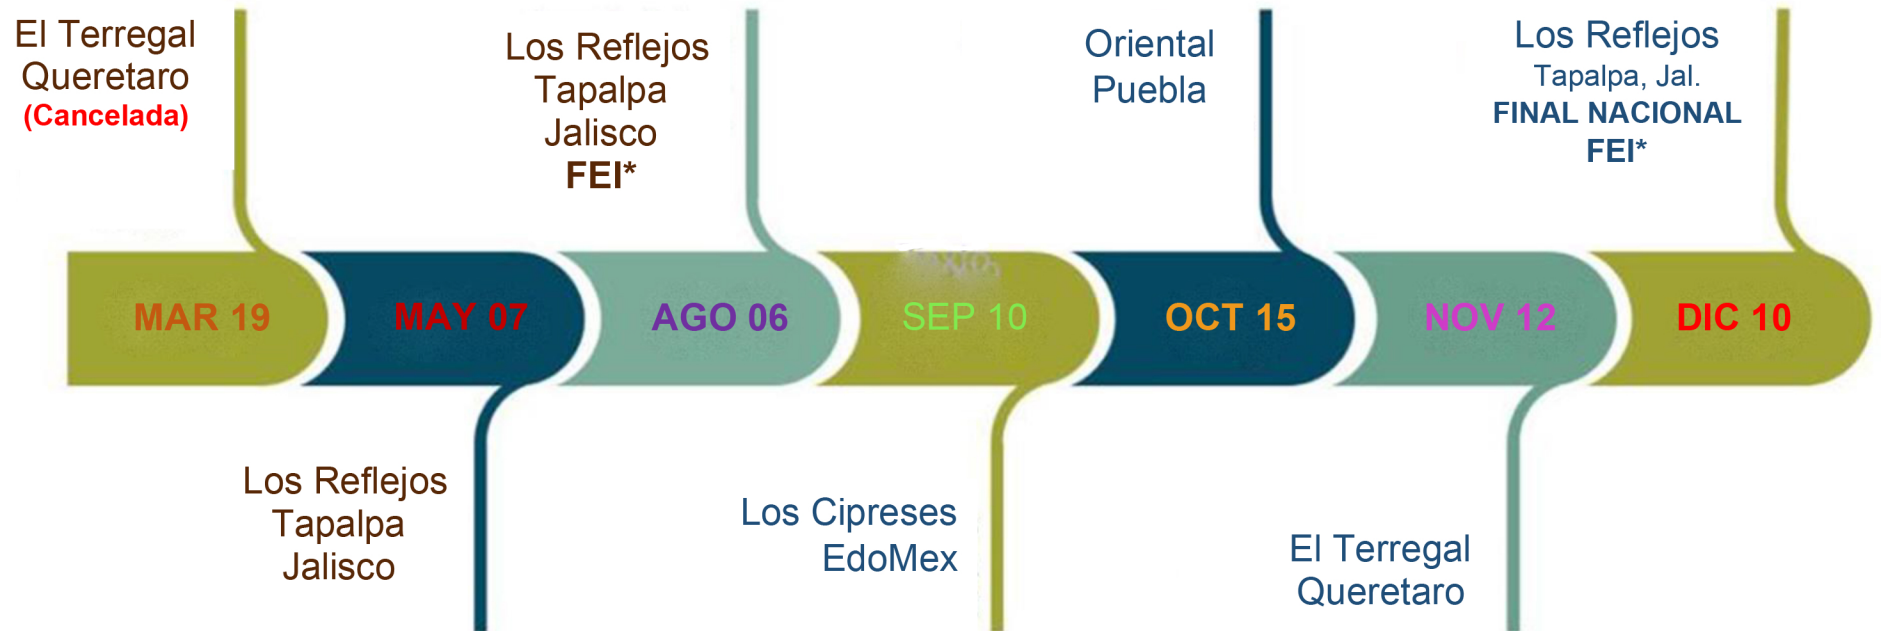 El Terregal
Queretaro
(Cancelada)
Los Reflejos
Tapalpa
Jalisco
FEI*
Oriental
Puebla
Los Reflejos
Tapalpa, Jal.
FINAL NACIONAL
FEI*
MAR 19
MAY 07
AGO 06
SEP 10
OCT 15
NOV 12
DIC 10
Los Reflejos
Tapalpa
Jalisco
Los Cipreses
EdoMex
El Terregal
Queretaro